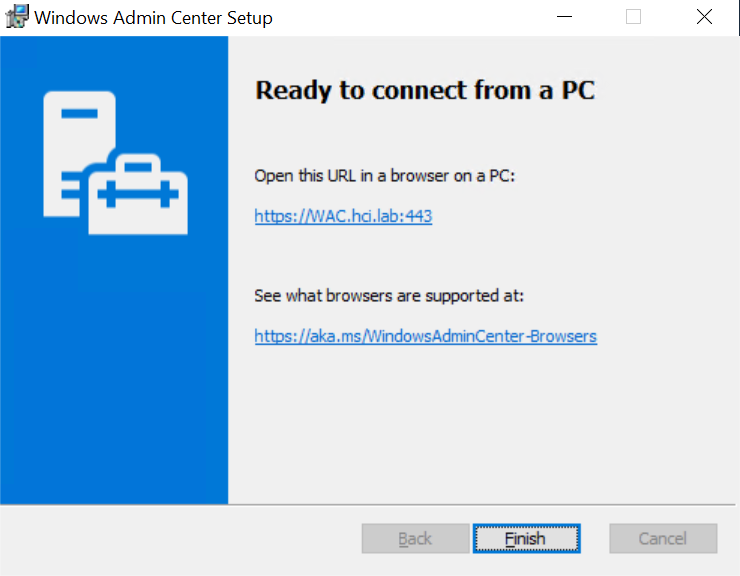 Windows Admin Center Setup
Ready to connect from a PC
Open this URL in a browser on a PC:
https://WAC.hci.lab:443
See what browsers are supported at:
https://aka.ms/WindowsAdminCenter-Browsers
Back
Finish
Cancel